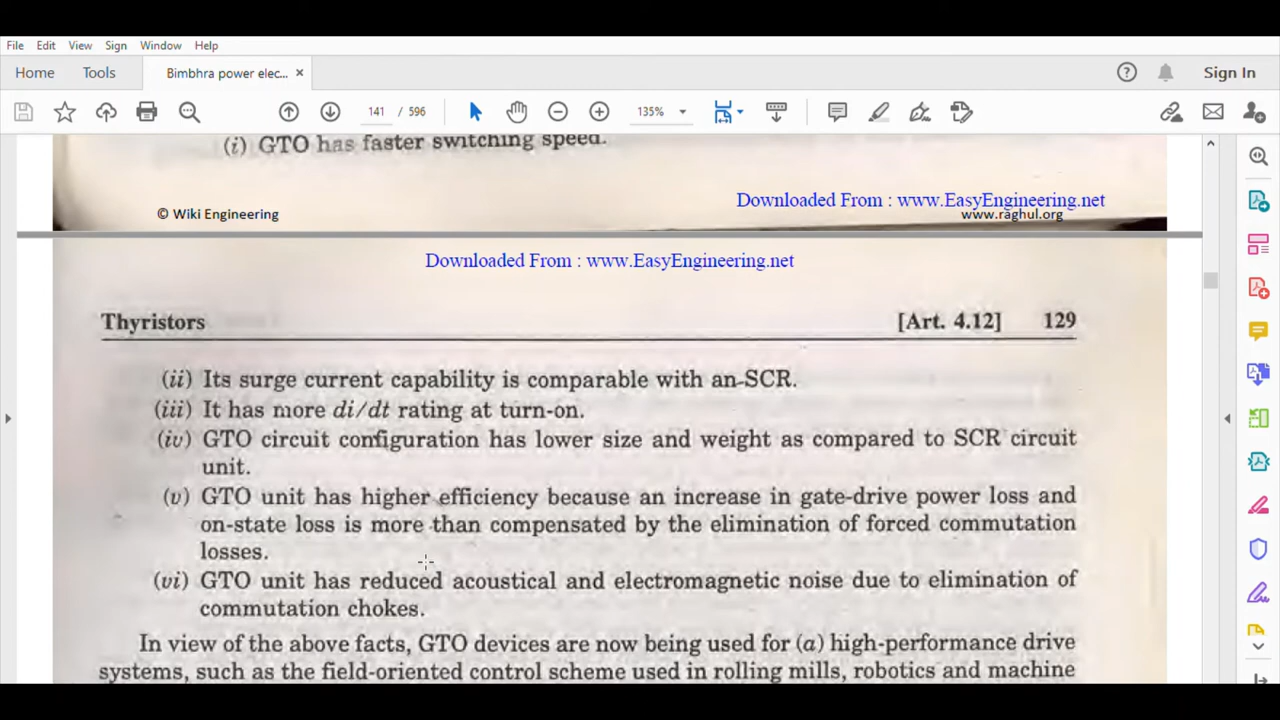 File Edit View Sign Window Help
Home Tools Bimbhra power elec... × Sign In
141 / 596 135%
(i) GTO has faster switching speed.
Downloaded From : www.EasyEngineering.net
© Wiki Engineering www.raghul.org
Downloaded From : www.EasyEngineering.net
Thyristors [Art. 4.12] 129
(ii) Its surge current capability is comparable with an SCR.
(iii) It has more di/dt rating at turn-on.
(iv) GTO circuit configuration has lower size and weight as compared to SCR circuit
unit.
(v) GTO unit has higher efficiency because an increase in gate-drive power loss and
on-state loss is more than compensated by the elimination of forced commutation
losses.
(vi) GTO unit has reduced acoustical and electromagnetic noise due to elimination of
commutation chokes.
In view of the above facts, GTO devices are now being used for (a) high-performance drive
systems, such as the field-oriented control scheme used in rolling mills, robotics and machine